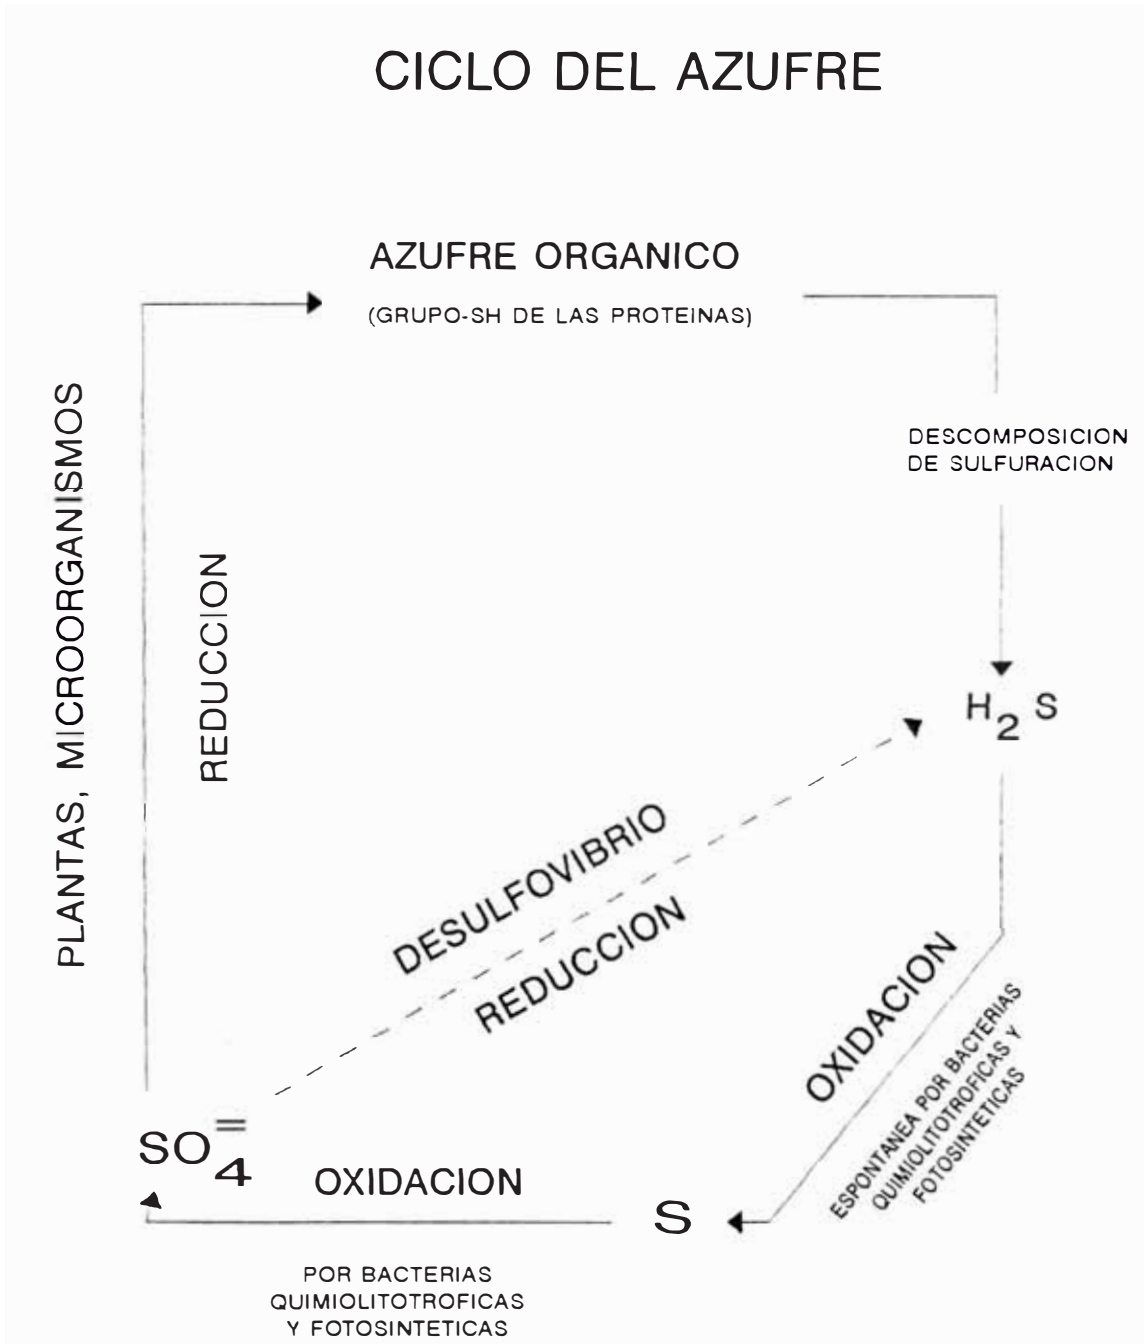 CICLO DEL AZUFRE
AZUFRE ORGANICO
(GRUPO-SH DE LAS PROTEINAS)
DESCOMPOSICION
DE SULFURACION
PLANTAS, MICROORGANISMOS
REDUCCION
H₂ S
DESULFOVIBRIO
REDUCCION
OXIDACION
ESPONTANEA POR BACTERIAS
QUIMIOLITOTROFICAS Y
FOTOSINTETICAS
SO₄⁼
OXIDACION
S
POR BACTERIAS
QUIMIOLITOTROFICAS
Y FOTOSINTETICAS